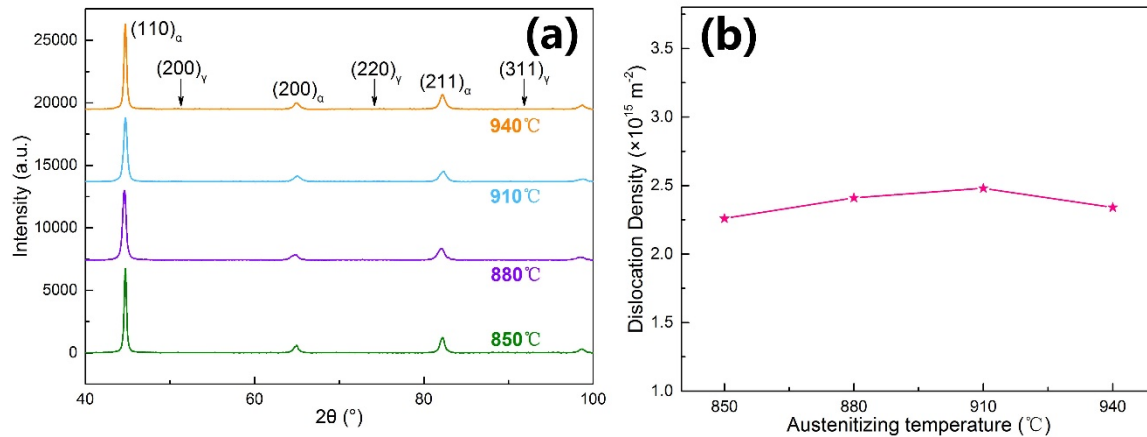 (a)
(110)α
(200)γ
(200)α
(220)γ
(211)α
(311)γ
940℃
910℃
880℃
850℃
25000
20000
15000
10000
5000
0
Intensity (a.u.)
40
60
80
100
2θ (°)
(b)
3.5
3.0
2.5
2.0
1.5
1.0
Dislocation Density (×10¹⁵ m⁻²)
850
880
910
940
Austenitizing temperature (℃)